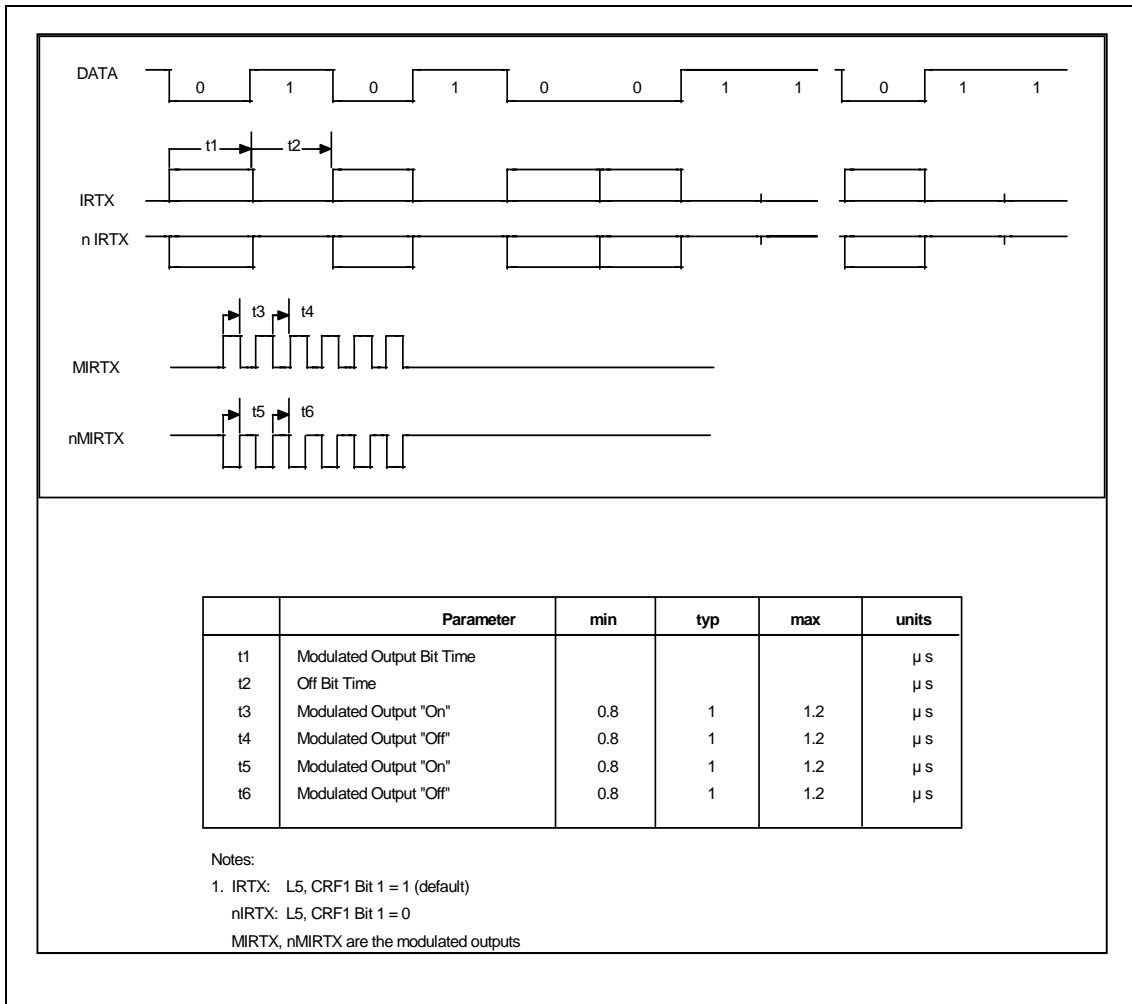 DATA
0 1 0 1 0 0 1 1 0 1 1
t1 t2
IRTX
n IRTX
t3 t4
MIRTX
t5 t6
nMIRTX
Parameter min typ max units
t1 Modulated Output Bit Time µ s
t2 Off Bit Time µ s
t3 Modulated Output "On" 0.8 1 1.2 µ s
t4 Modulated Output "Off" 0.8 1 1.2 µ s
t5 Modulated Output "On" 0.8 1 1.2 µ s
t6 Modulated Output "Off" 0.8 1 1.2 µ s
Notes:
1. IRTX: L5, CRF1 Bit 1 = 1 (default)
nIRTX: L5, CRF1 Bit 1 = 0
MIRTX, nMIRTX are the modulated outputs